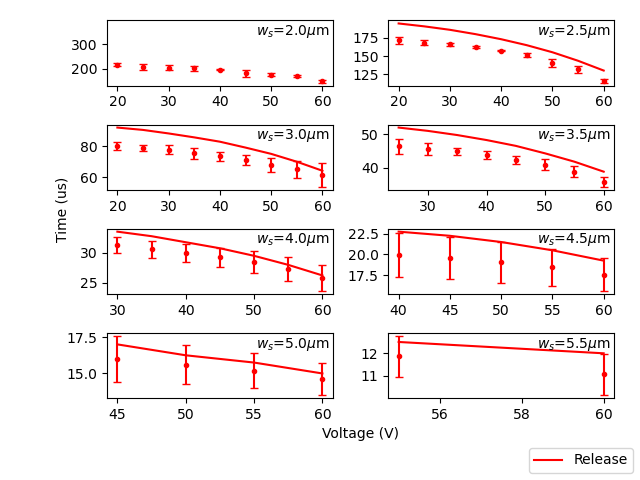 w_s=2.0μm
300
200
20 30 40 50 60
w_s=2.5μm
175
150
125
20 30 40 50 60
w_s=3.0μm
80
60
20 30 40 50 60
w_s=3.5μm
50
40
30 40 50 60
w_s=4.0μm
30
25
30 40 50 60
w_s=4.5μm
22.5
20.0
17.5
40 45 50 55 60
w_s=5.0μm
17.5
15.0
45 50 55 60
w_s=5.5μm
12
11
56 58 60
Time (us)
Voltage (V)
Release